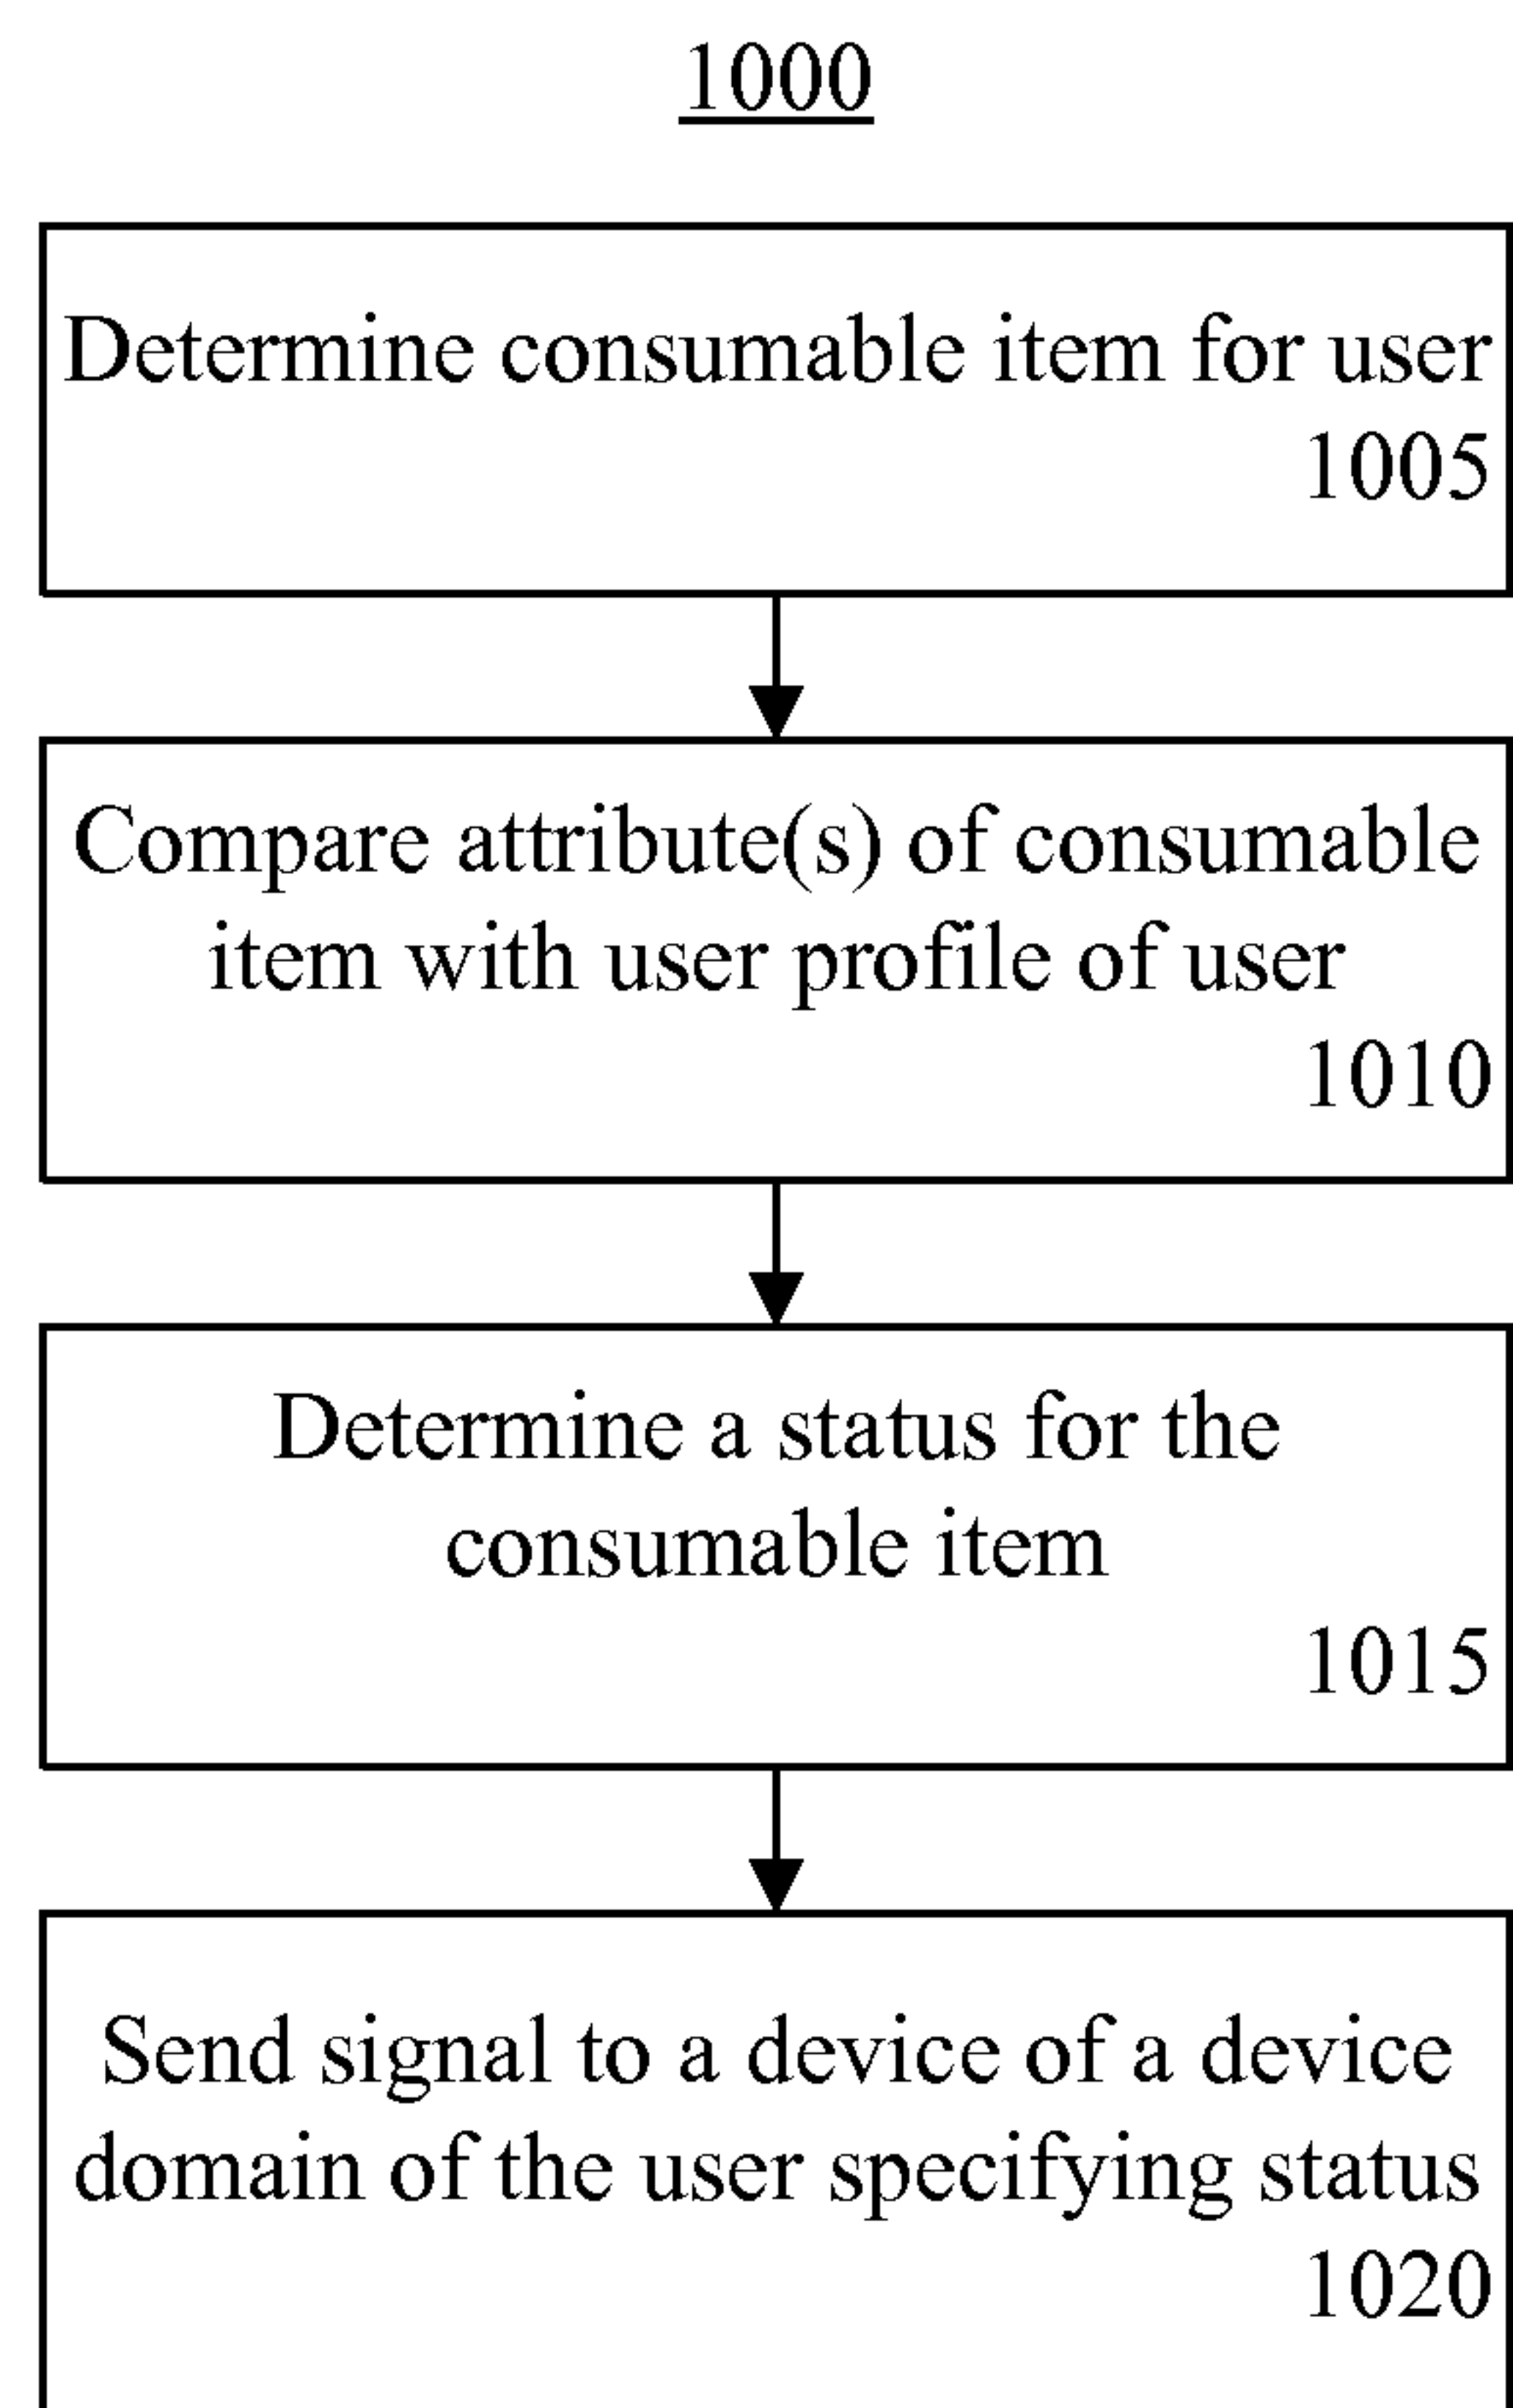 1000
Determine consumable item for user
1005
Compare attribute(s) of consumable
item with user profile of user
1010
Determine a status for the
consumable item
1015
Send signal to a device of a device
domain of the user specifying status
1020